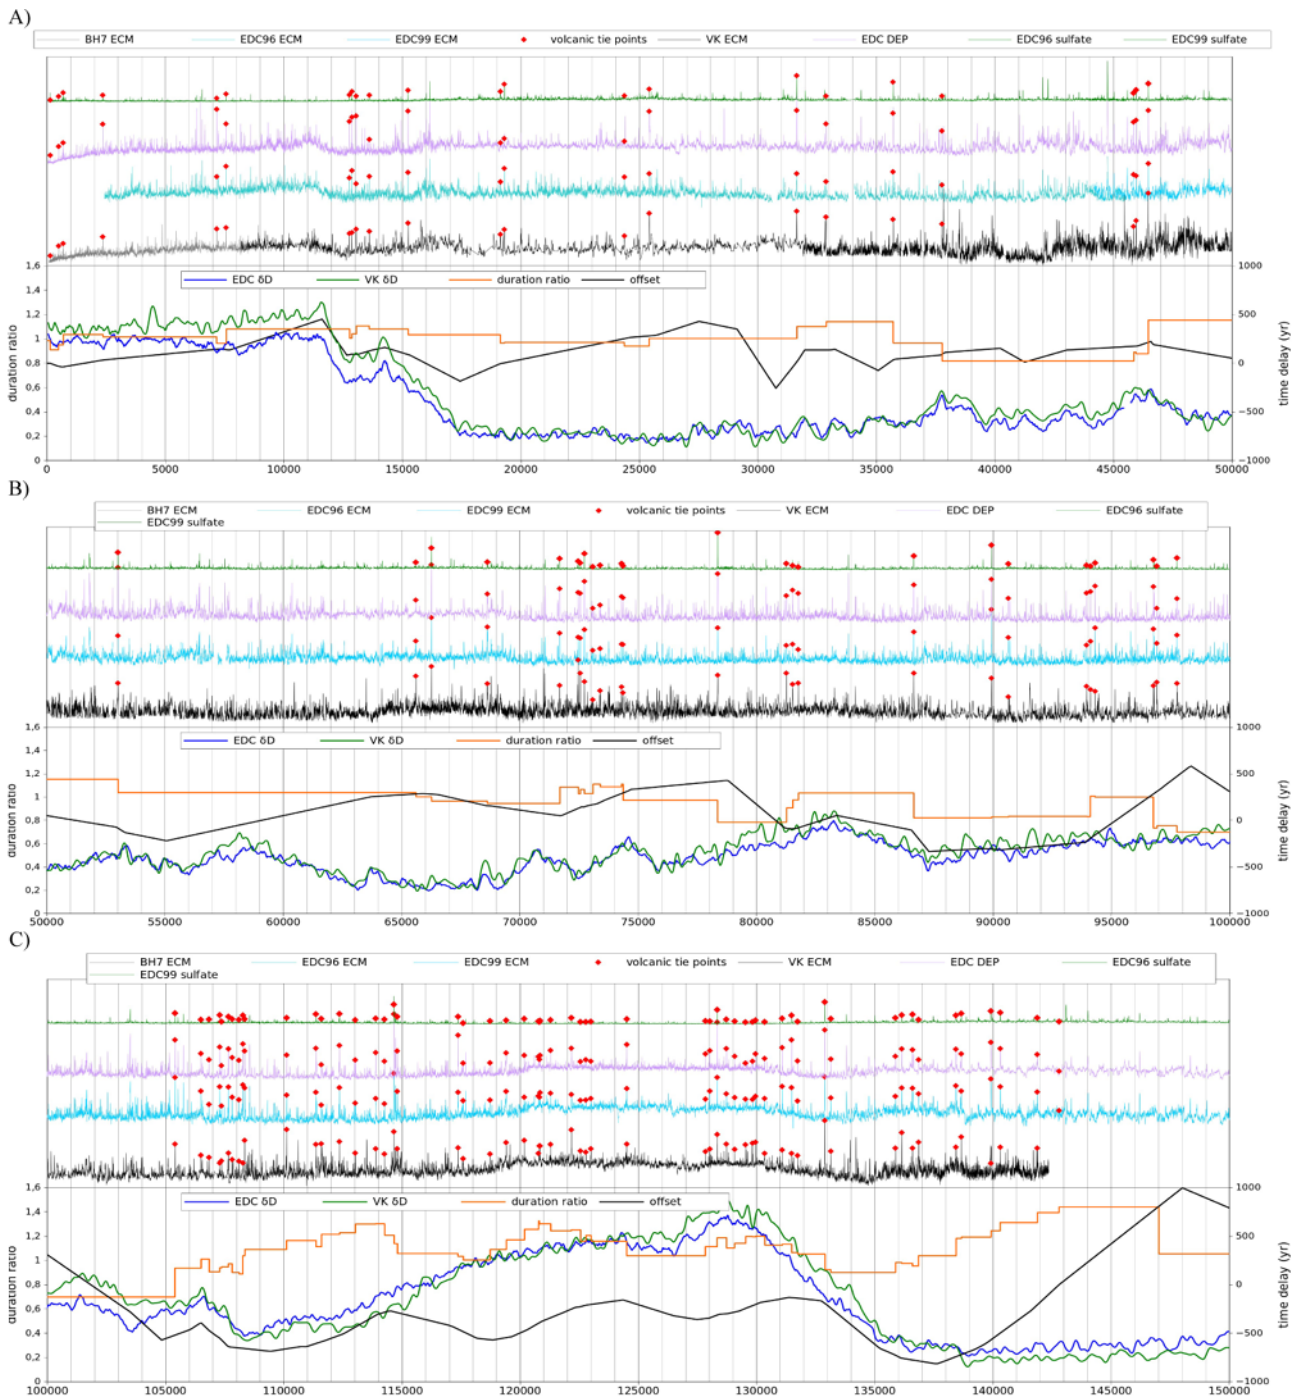 A)
BH7 ECM EDC96 ECM EDC99 ECM volcanic tie points VK ECM EDC DEP EDC96 sulfate EDC99 sulfate
1,6 1000
EDC δD VK δD duration ratio offset
1,4
1,2 500
1
0,8 0
0,6
0,4 −500
0,2
0 −1000
duration ratio
time delay (yr)
0 5000 10000 15000 20000 25000 30000 35000 40000 45000 50000
B)
BH7 ECM EDC96 ECM EDC99 ECM volcanic tie points VK ECM EDC DEP EDC96 sulfate
EDC99 sulfate
1,6 1000
EDC δD VK δD duration ratio offset
1,4
1,2 500
1
0,8 0
0,6
0,4 −500
0,2
0 −1000
duration ratio
time delay (yr)
50000 55000 60000 65000 70000 75000 80000 85000 90000 95000 100000
C)
BH7 ECM EDC96 ECM EDC99 ECM volcanic tie points VK ECM EDC DEP EDC96 sulfate
EDC99 sulfate
1,6 1000
EDC δD VK δD duration ratio offset
1,4
1,2 500
1
0,8 0
0,6
0,4 −500
0,2
0 −1000
duration ratio
time delay (yr)
100000 105000 110000 115000 120000 125000 130000 135000 140000 145000 150000